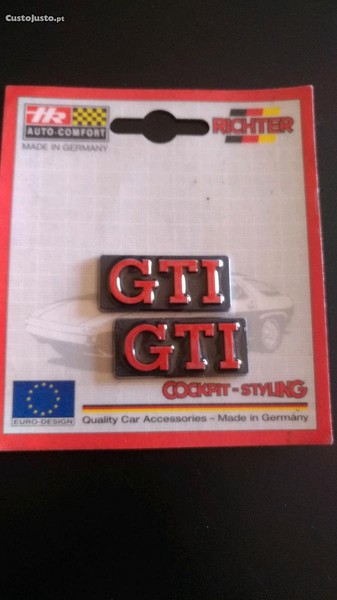 CustoJusto.pt
HR
AUTO-COMFORT
MADE IN GERMANY
RICHTER
GTI
GTI
COCKPIT-STYLING
EURO-DESIGN
Quality Car Accessories - Made in Germany